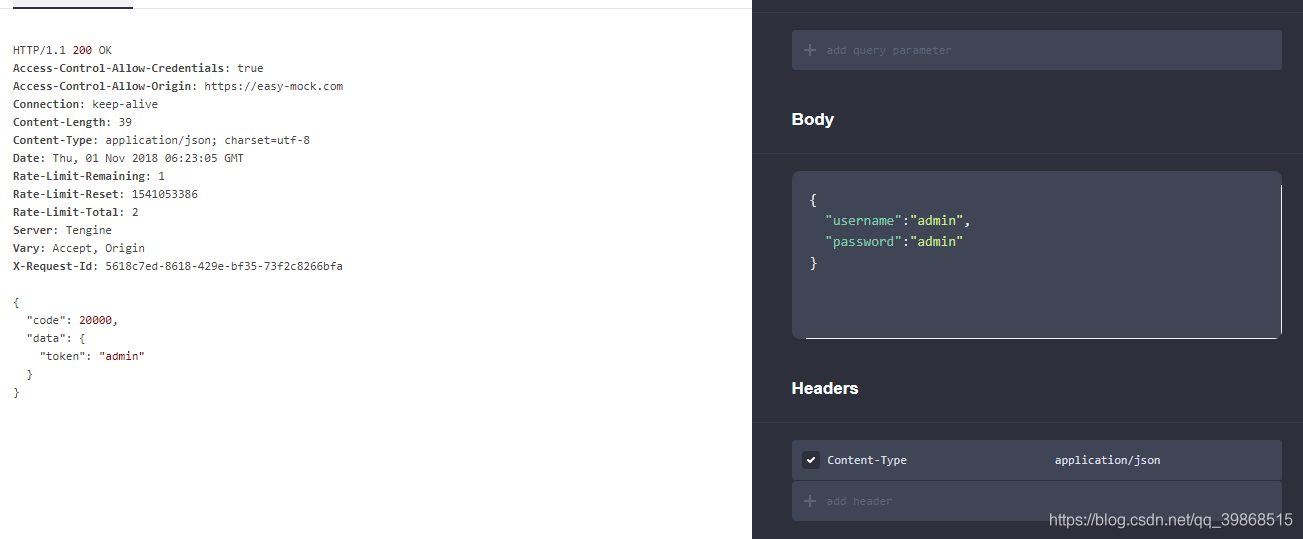 HTTP/1.1 200 OK
Access-Control-Allow-Credentials: true
Access-Control-Allow-Origin: https://easy-mock.com
Connection: keep-alive
Content-Length: 39
Content-Type: application/json; charset=utf-8
Date: Thu, 01 Nov 2018 06:23:05 GMT
Rate-Limit-Remaining: 1
Rate-Limit-Reset: 1541053386
Rate-Limit-Total: 2
Server: Tengine
Vary: Accept, Origin
X-Request-Id: 5618c7ed-8618-429e-bf35-73f2c8266bfa
{
"code": 20000,
"data": {
"token": "admin"
}
}
add query parameter
Body
{
"username":"admin",
"password":"admin"
}
Headers
Content-Type application/json
add header
https://blog.csdn.net/qq_39868515